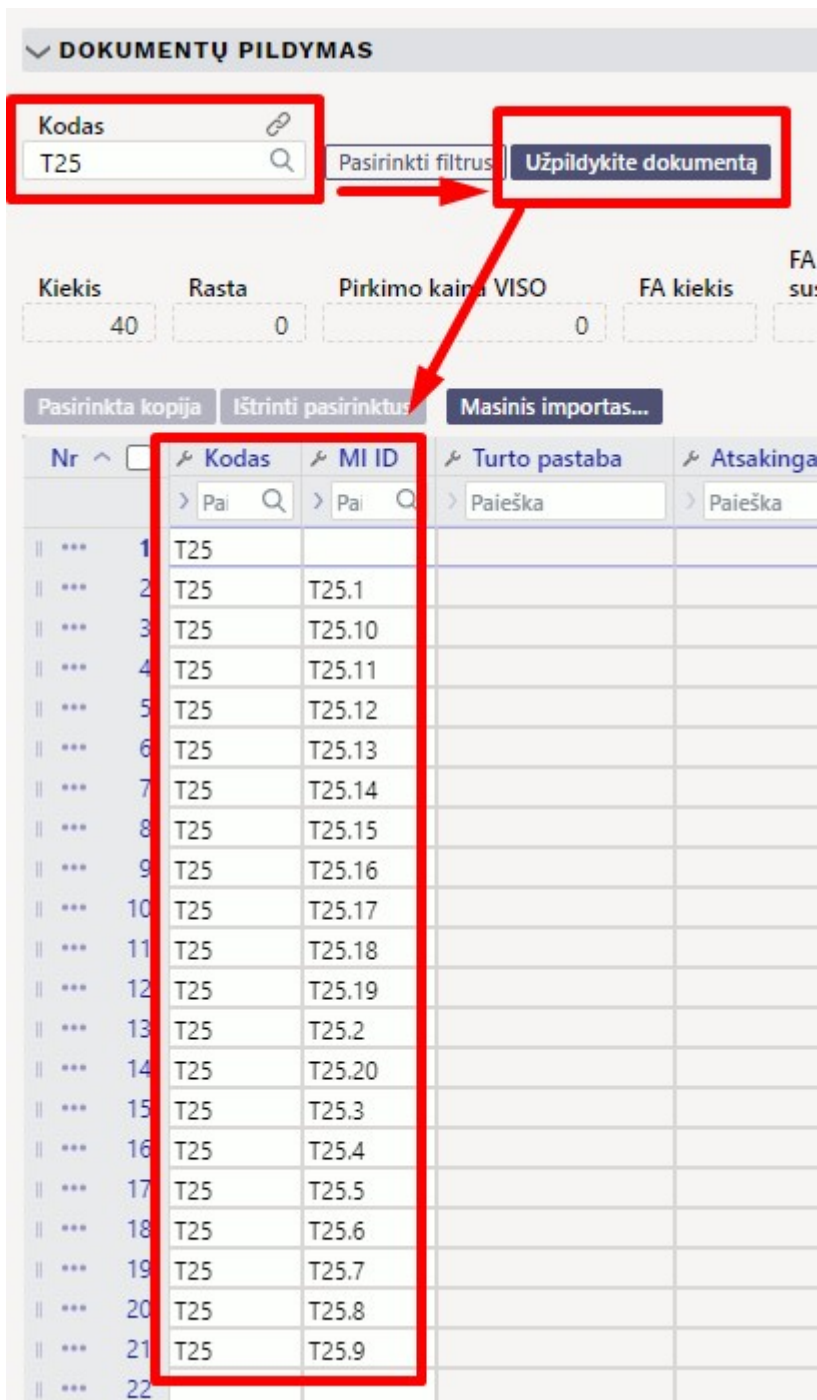 DOKUMENTŲ PILDYMAS
Kodas
T25 Pasirinkti filtrus Užpildykite dokumentą
FA
Kiekis Rasta Pirkimo kaina VISO FA kiekis sus
40 0 0
Pasirinkta kopija Ištrinti pasirinktus Masinis importas...
Nr Kodas MI ID Turto pastaba Atsakinga
Pai Pai Paieška Paieška
1 T25
2 T25 T25.1
3 T25 T25.10
4 T25 T25.11
5 T25 T25.12
6 T25 T25.13
7 T25 T25.14
8 T25 T25.15
9 T25 T25.16
10 T25 T25.17
11 T25 T25.18
12 T25 T25.19
13 T25 T25.2
14 T25 T25.20
15 T25 T25.3
16 T25 T25.4
17 T25 T25.5
18 T25 T25.6
19 T25 T25.7
20 T25 T25.8
21 T25 T25.9
22